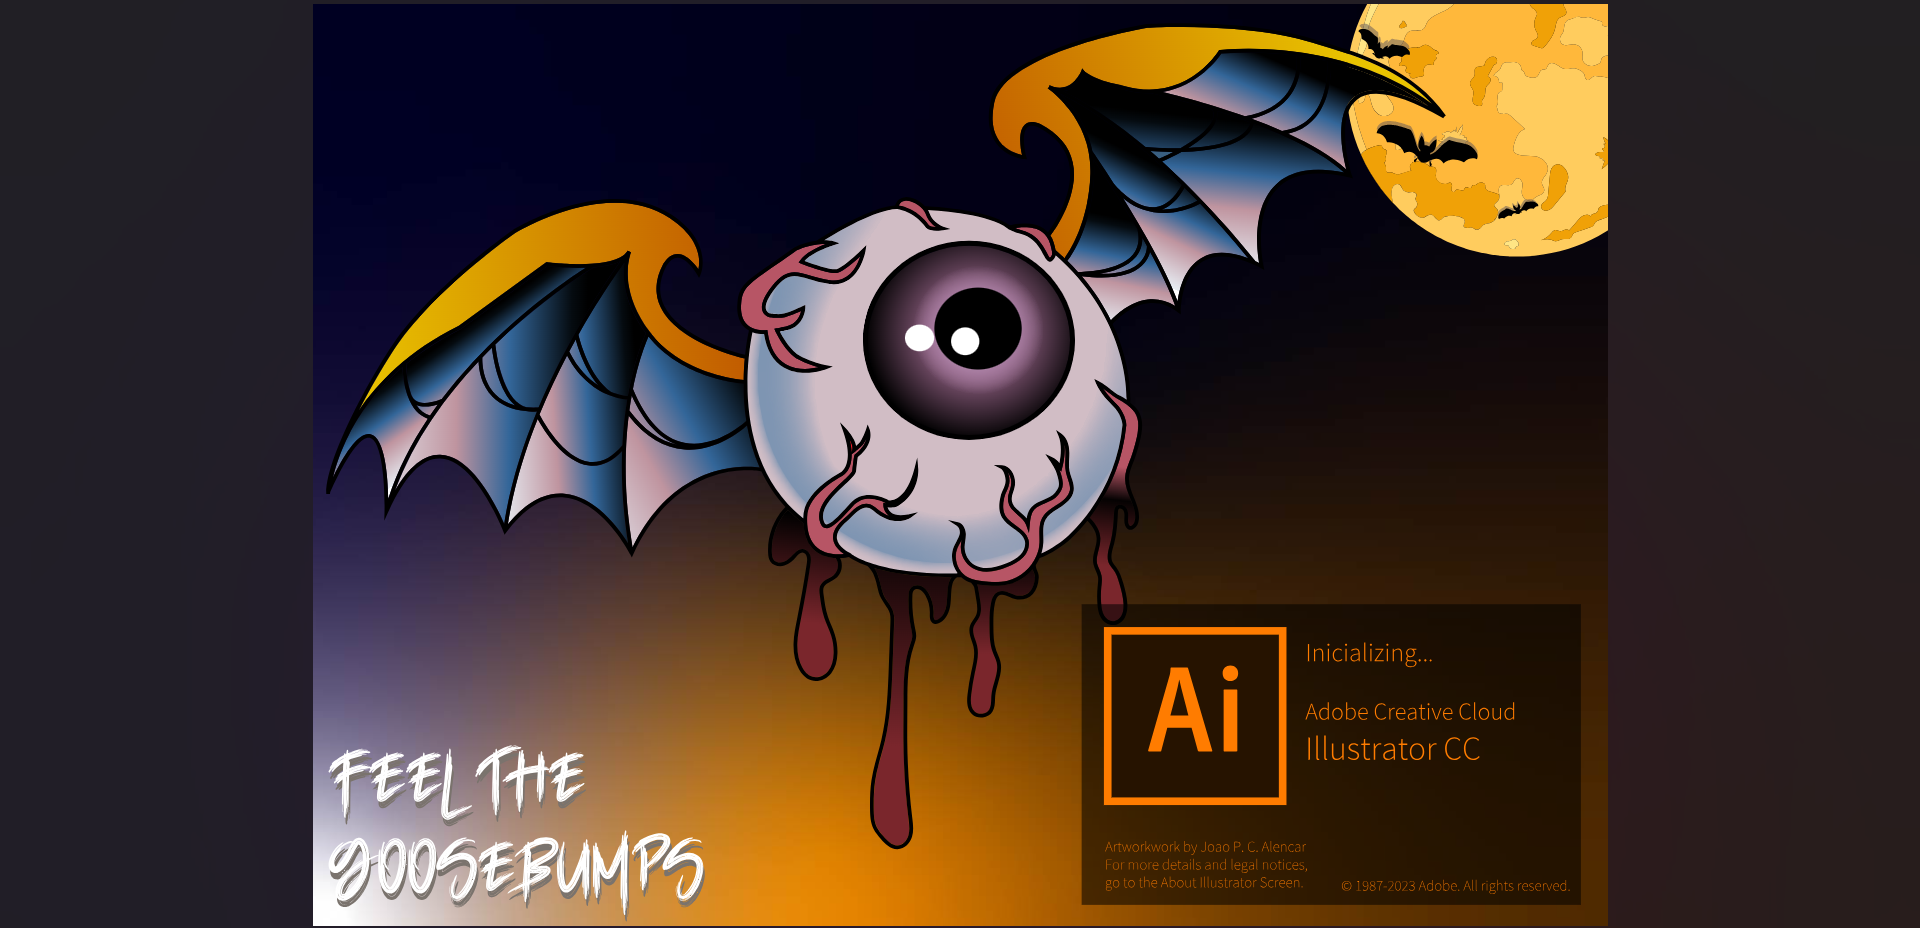 FEEL THE
GOOSEBUMPS
Ai
Inicializing...
Adobe Creative Cloud
Illustrator CC
Artworkwork by Joao P. C. Alencar
For more details and legal notices,
go to the About Illustrator Screen.
© 1987-2023 Adobe. All rights reserved.